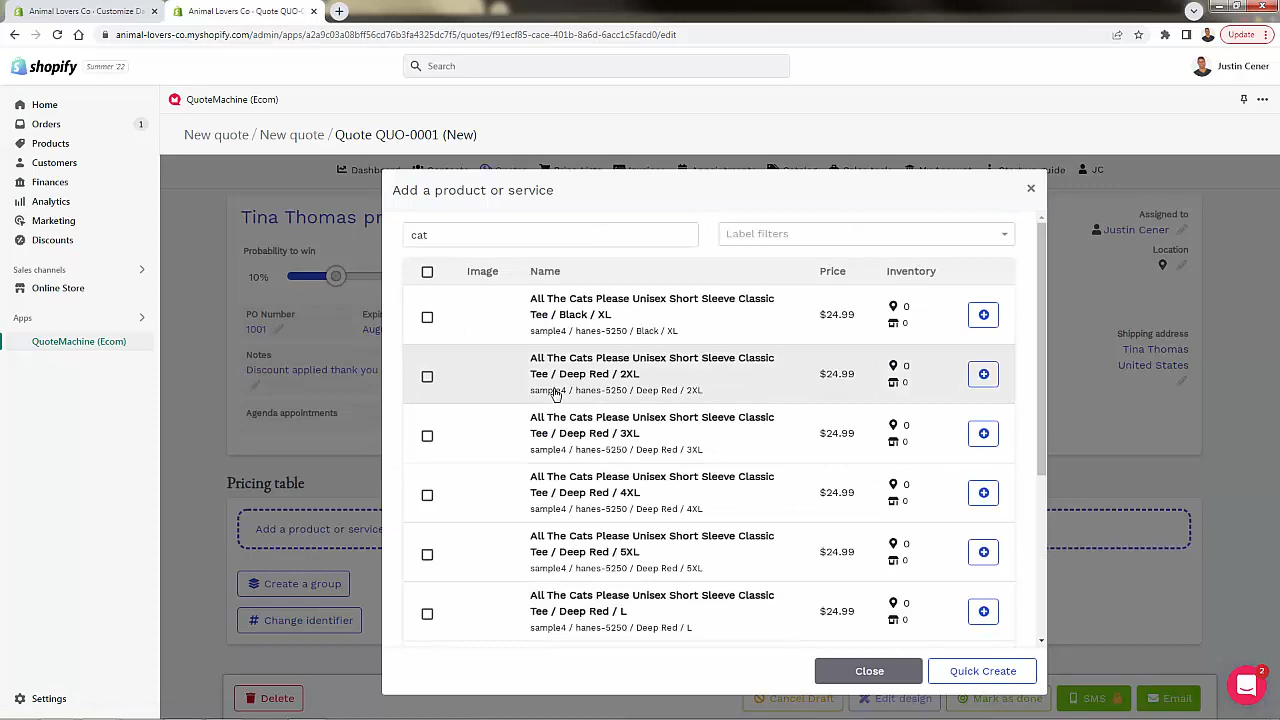 Animal Lovers Co · Customize Da
Animal Lovers Co · Quote QUO-0
animal-lovers-co.myshopify.com/admin/apps/a2a9c03a08bff56cd76b3fa4325dc7f5/quotes/f91ecf85-cace-401b-8a6d-6acc1c5facd0/edit
Update
shopify
Summer '22
Search
Justin Cener
Home
Orders
1
Products
Customers
Finances
Analytics
Marketing
Discounts
Sales channels
Online Store
Apps
QuoteMachine (Ecom)
Settings
QuoteMachine (Ecom)
New quote / New quote / Quote QUO-0001 (New)
JC
Tina Thomas pr
Probability to win
10%
PO Number
1001
Notes
Discount applied thank you
Agenda appointments
Assigned to
Justin Cener
Location
Shipping address
Tina Thomas
United States
Pricing table
Add a product or service
Create a group
Change identifier
Delete
Cancel Draft
Edit design
Mark as done
SMS
Email
2
Add a product or service
cat
Label filters
Image
Name
Price
Inventory
All The Cats Please Unisex Short Sleeve Classic
Tee / Black / XL
sample4 / hanes-5250 / Black / XL
$24.99
0
0
All The Cats Please Unisex Short Sleeve Classic
Tee / Deep Red / 2XL
sample4 / hanes-5250 / Deep Red / 2XL
$24.99
0
0
All The Cats Please Unisex Short Sleeve Classic
Tee / Deep Red / 3XL
sample4 / hanes-5250 / Deep Red / 3XL
$24.99
0
0
All The Cats Please Unisex Short Sleeve Classic
Tee / Deep Red / 4XL
sample4 / hanes-5250 / Deep Red / 4XL
$24.99
0
0
All The Cats Please Unisex Short Sleeve Classic
Tee / Deep Red / 5XL
sample4 / hanes-5250 / Deep Red / 5XL
$24.99
0
0
All The Cats Please Unisex Short Sleeve Classic
Tee / Deep Red / L
sample4 / hanes-5250 / Deep Red / L
$24.99
0
0
Close
Quick Create